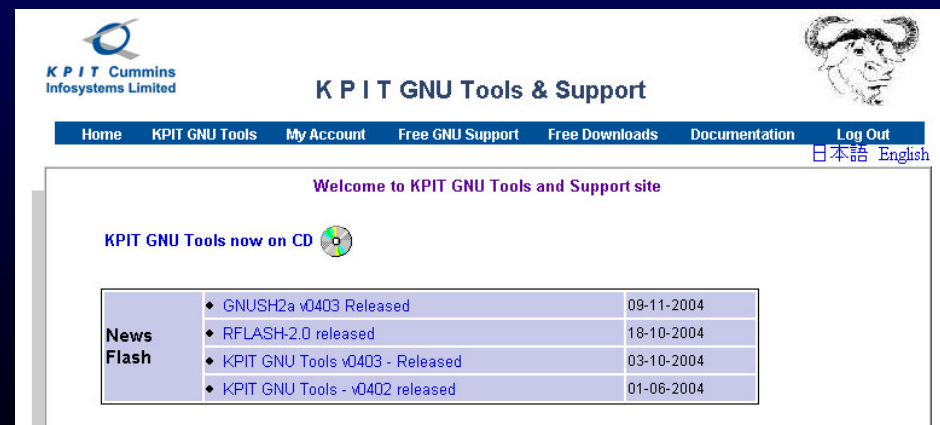 K P I T Cummins
Infosystems Limited
K P I T GNU Tools & Support
Home KPIT GNU Tools My Account Free GNU Support Free Downloads Documentation Log Out
日本語 English
Welcome to KPIT GNU Tools and Support site
KPIT GNU Tools now on CD
News Flash
GNUSH2a v0403 Released 09-11-2004
RFLASH-2.0 released 18-10-2004
KPIT GNU Tools v0403 - Released 03-10-2004
KPIT GNU Tools - v0402 released 01-06-2004